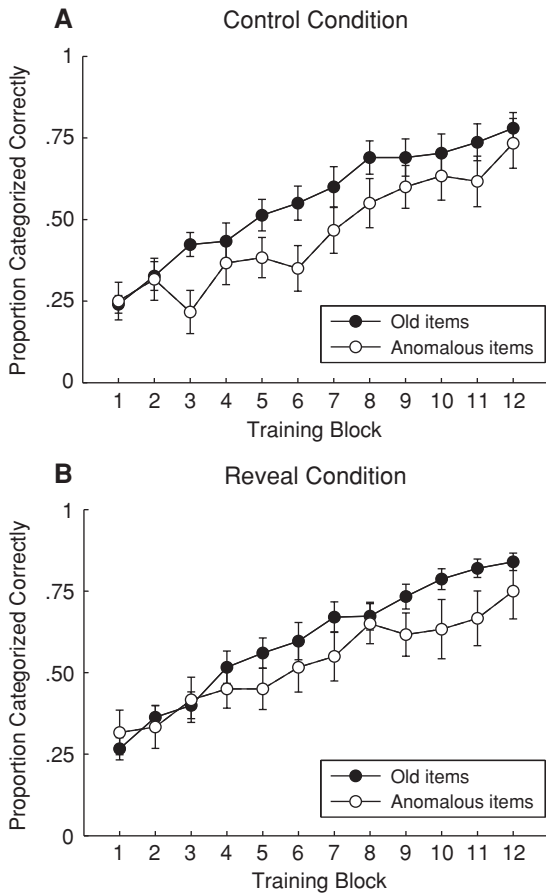 A Control Condition
Proportion Categorized Correctly
1
.75
.50
.25
0
Old items
Anomalous items
1 2 3 4 5 6 7 8 9 10 11 12
Training Block
B Reveal Condition
Proportion Categorized Correctly
1
.75
.50
.25
0
Old items
Anomalous items
1 2 3 4 5 6 7 8 9 10 11 12
Training Block